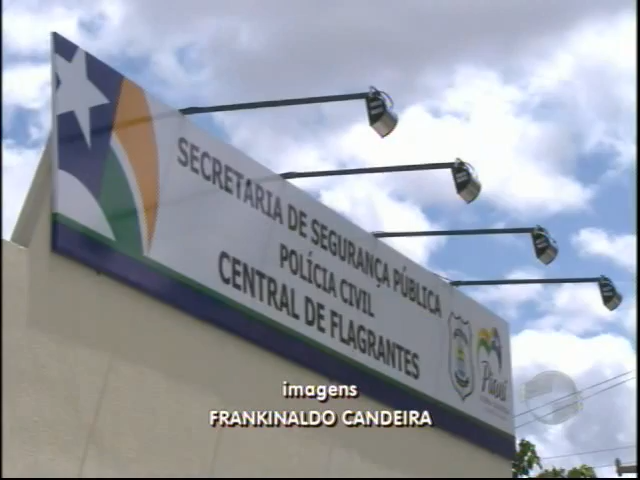 SECRETARIA DE SEGURANÇA PÚBLICA
POLÍCIA CIVIL
CENTRAL DE FLAGRANTES
Piauí
imagens
FRANKINALDO CANDEIRA